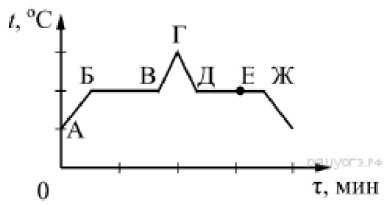 t, °C
Г
Б В Д Е Ж
А
0
τ, мин